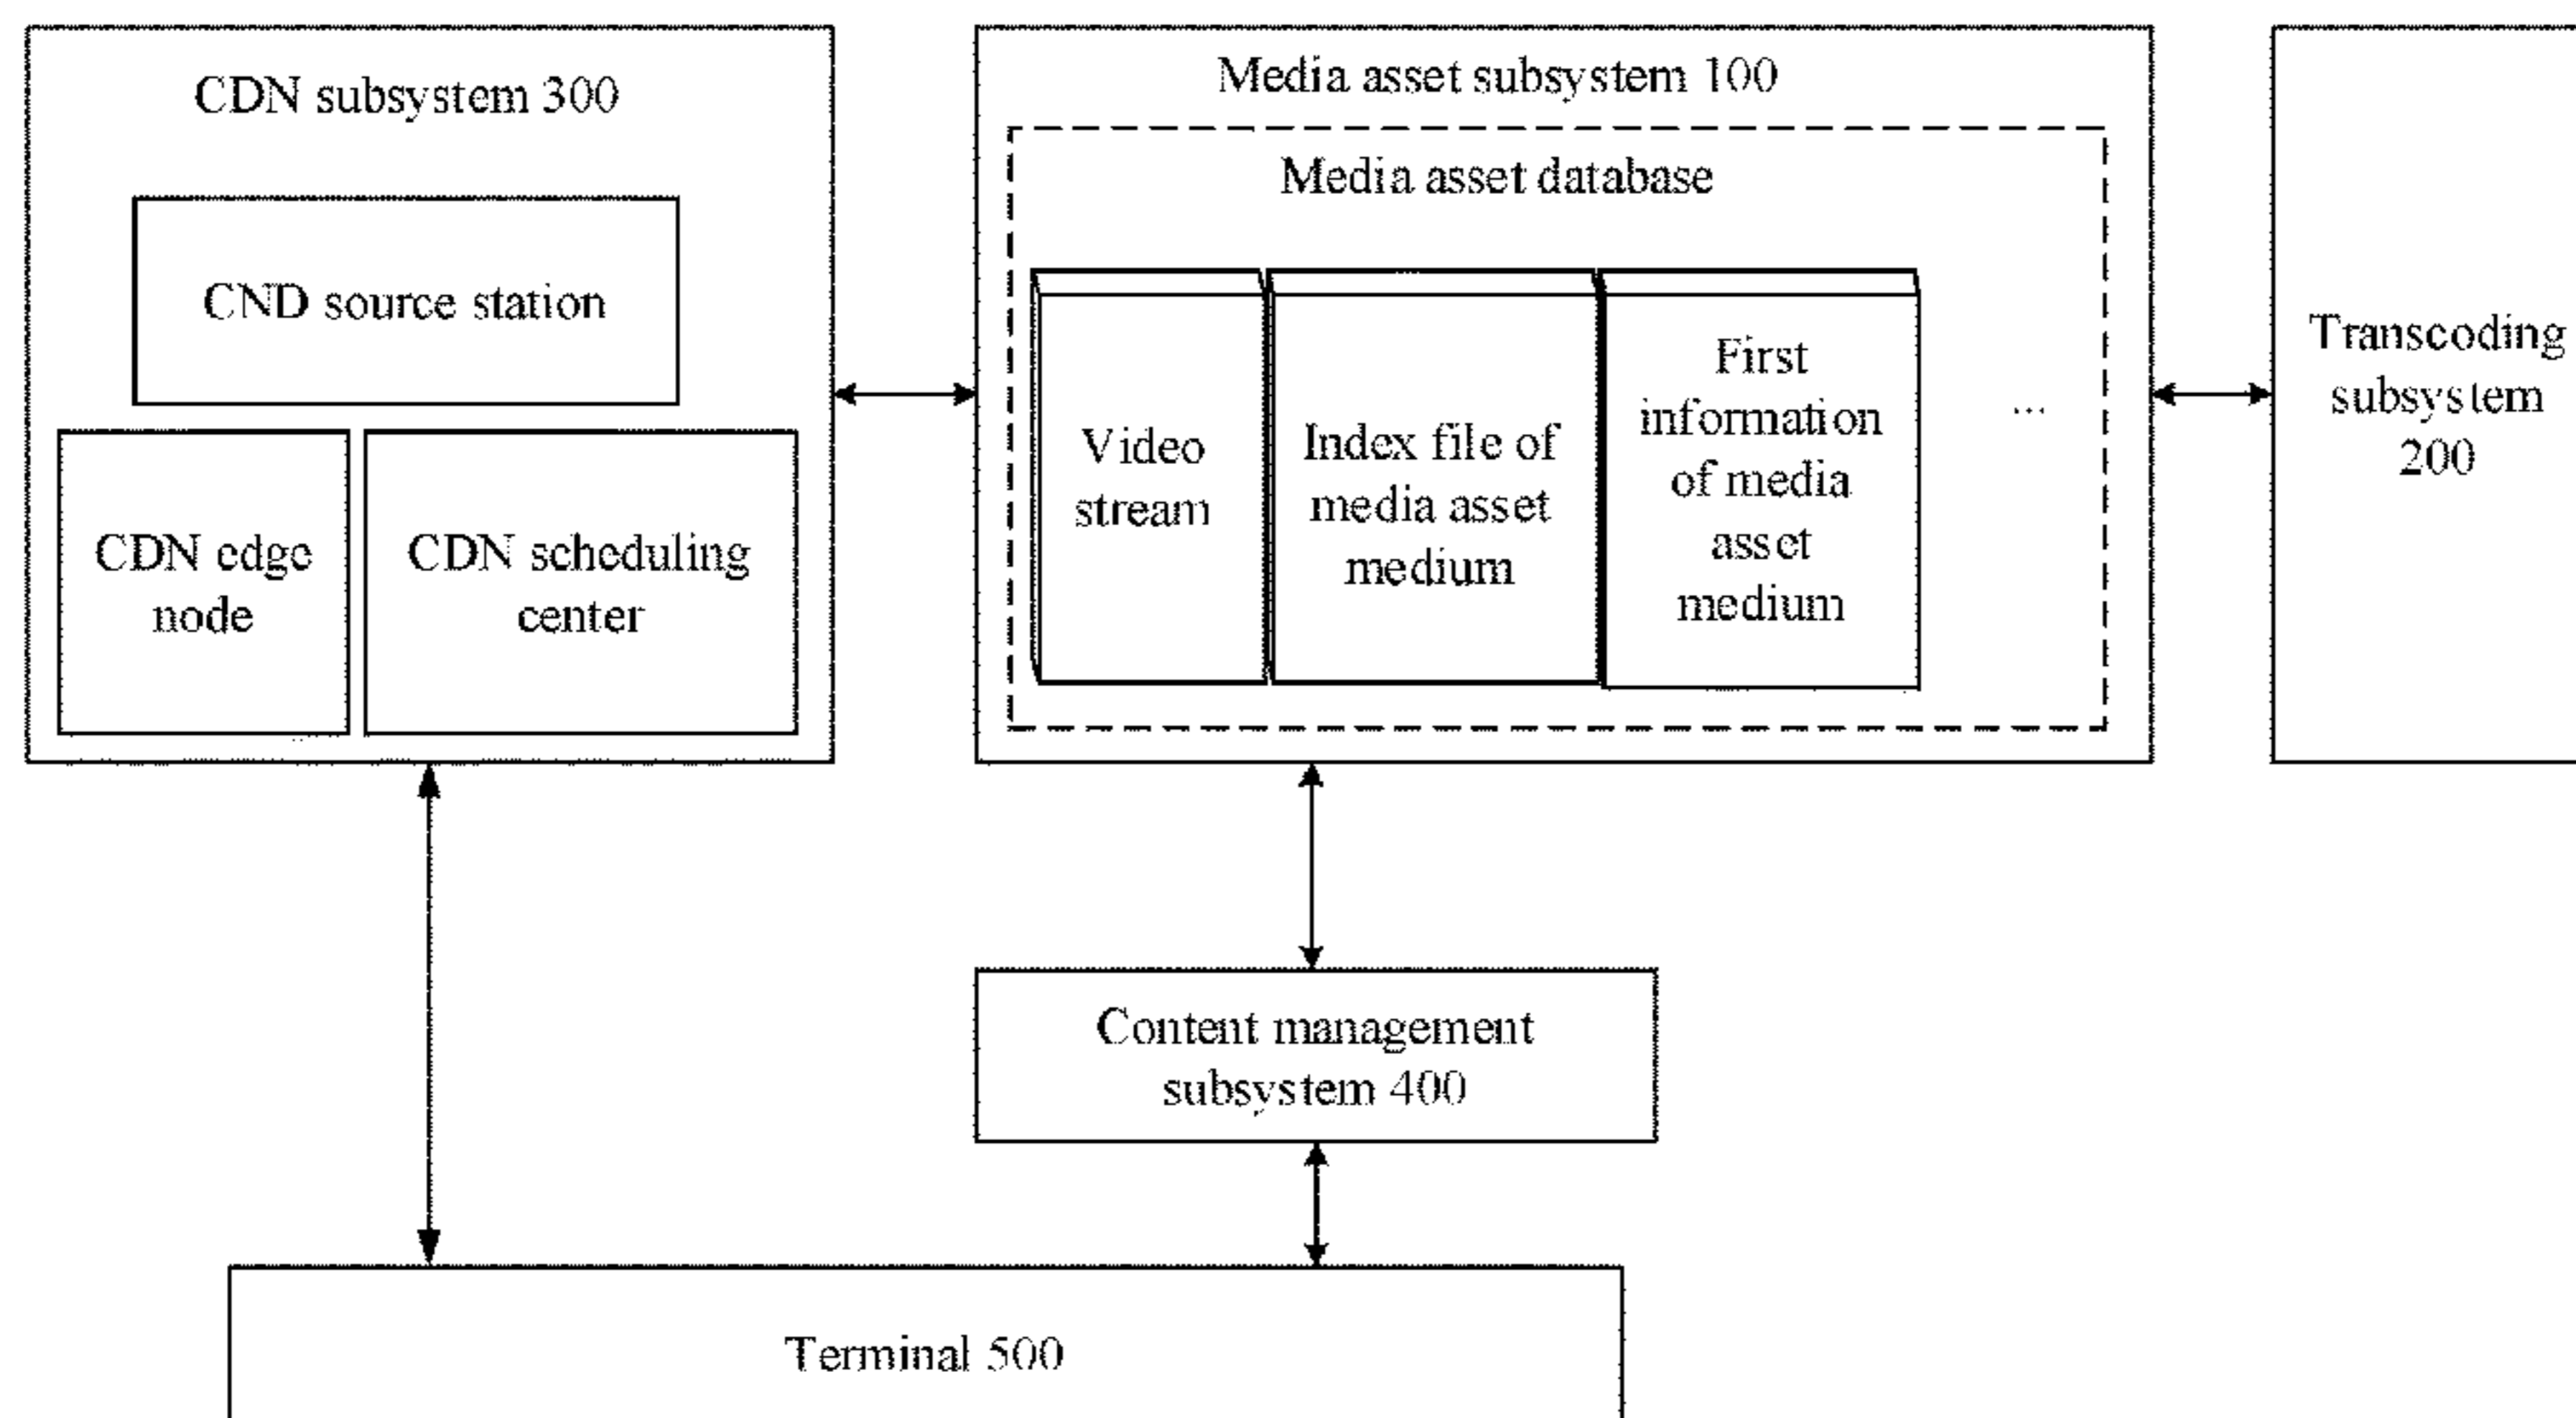 CDN subsystem 300
CND source station
CDN edge
node
CDN scheduling
center
Media asset subsystem 100
Media asset database
Video
stream
Index file of
media asset
medium
First
information
of media
asset
medium
...
Transcoding
subsystem
200
Content management
subsystem 400
Terminal 500